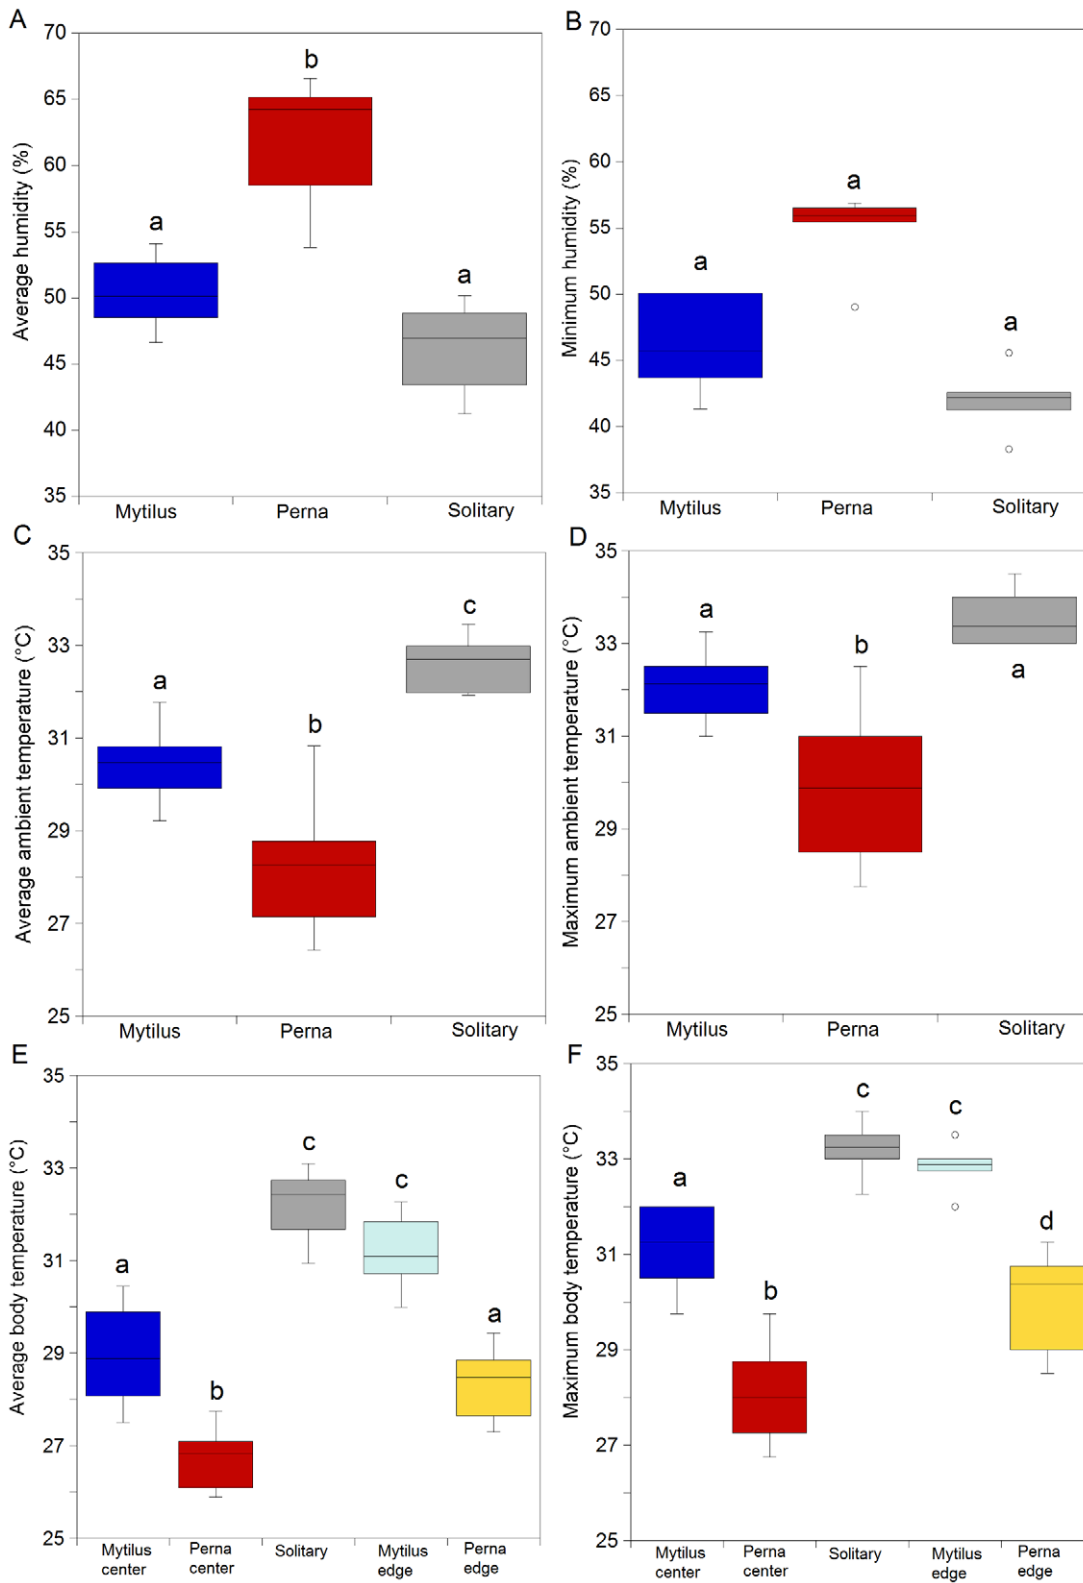 A
Average humidity (%)
70
65
60
55
50
45
40
35
a
b
a
Mytilus
Perna
Solitary
B
Minimum humidity (%)
70
65
60
55
50
45
40
35
a
a
a
Mytilus
Perna
Solitary
C
Average ambient temperature (°C)
35
33
31
29
27
25
a
b
c
Mytilus
Perna
Solitary
D
Maximum ambient temperature (°C)
35
33
31
29
27
25
a
b
a
Mytilus
Perna
Solitary
E
Average body temperature (°C)
35
33
31
29
27
25
a
b
c
c
a
Mytilus
center
Perna
center
Solitary
Mytilus
edge
Perna
edge
F
Maximum body temperature (°C)
35
33
31
29
27
25
a
b
c
c
d
Mytilus
center
Perna
center
Solitary
Mytilus
edge
Perna
edge